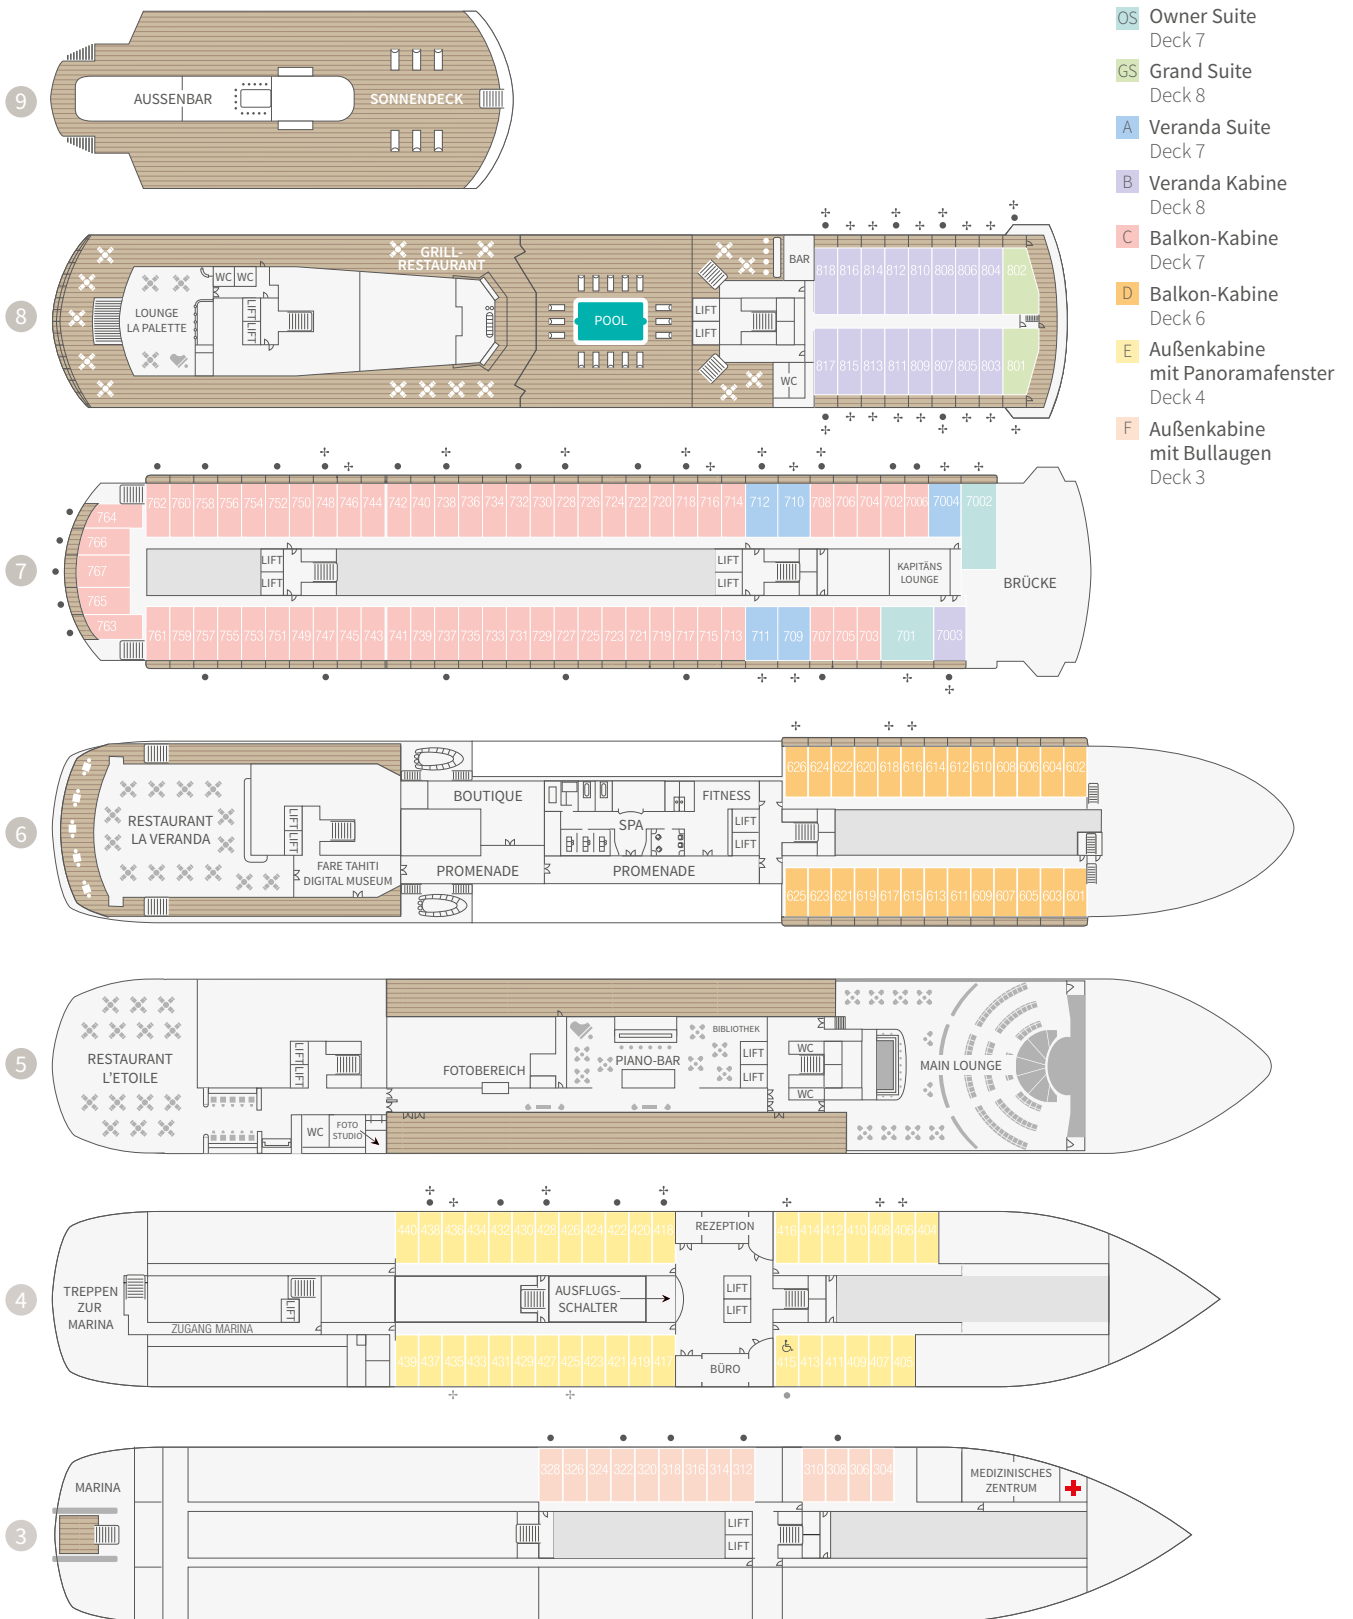 OS Owner Suite
Deck 7
GS Grand Suite
Deck 8
A Veranda Suite
Deck 7
B Veranda Kabine
Deck 8
C Balkon-Kabine
Deck 7
D Balkon-Kabine
Deck 6
E Außenkabine
mit Panoramafenster
Deck 4
F Außenkabine
mit Bullaugen
Deck 3
9
AUSSENBAR
SONNENDECK
8
LOUNGE
LA PALETTE
WC WC
LIFT
LIFT
GRILL-
RESTAURANT
POOL
LIFT
LIFT
BAR
WC
818 816 814 812 810 808 806 804 802
817 815 813 811 809 807 805 803 801
7
764
766
767
765
763
762 760 758 756 754 752 750 748 746 744 742 740 738 736 734 732 730 728 726 724 722 720 718 716 714 712 710 708 706 704 702 7006 7004 7002
LIFT
LIFT
LIFT
LIFT
KAPITÄNS
LOUNGE
BRÜCKE
761 759 757 755 753 751 749 747 745 743 741 739 737 735 733 731 729 727 725 723 721 719 717 715 713 711 709 707 705 703 701 7003
6
RESTAURANT
LA VERANDA
LIFT
LIFT
FARE TAHITI
DIGITAL MUSEUM
BOUTIQUE
PROMENADE
SPA
FITNESS
LIFT
LIFT
PROMENADE
626 624 622 620 618 616 614 612 610 608 606 604 602
625 623 621 619 617 615 613 611 609 607 605 603 601
5
RESTAURANT
L'ETOILE
LIFT
LIFT
WC
FOTO
STUDIO
FOTOBEREICH
PIANO-BAR
BIBLIOTHEK
LIFT
LIFT
WC
WC
MAIN LOUNGE
4
TREPPEN
ZUR
MARINA
ZUGANG MARINA
LIFT
440 438 436 434 432 430 428 426 424 422 420 418
REZEPTION
416 414 412 410 408 406 404
AUSFLUGS-
SCHALTER
LIFT
LIFT
439 437 435 433 431 429 427 425 423 421 419 417
BÜRO
415 413 411 409 407 405
3
MARINA
328 326 324 322 320 318 316 314 312
310 308 306 304
MEDIZINISCHES
ZENTRUM
LIFT
LIFT